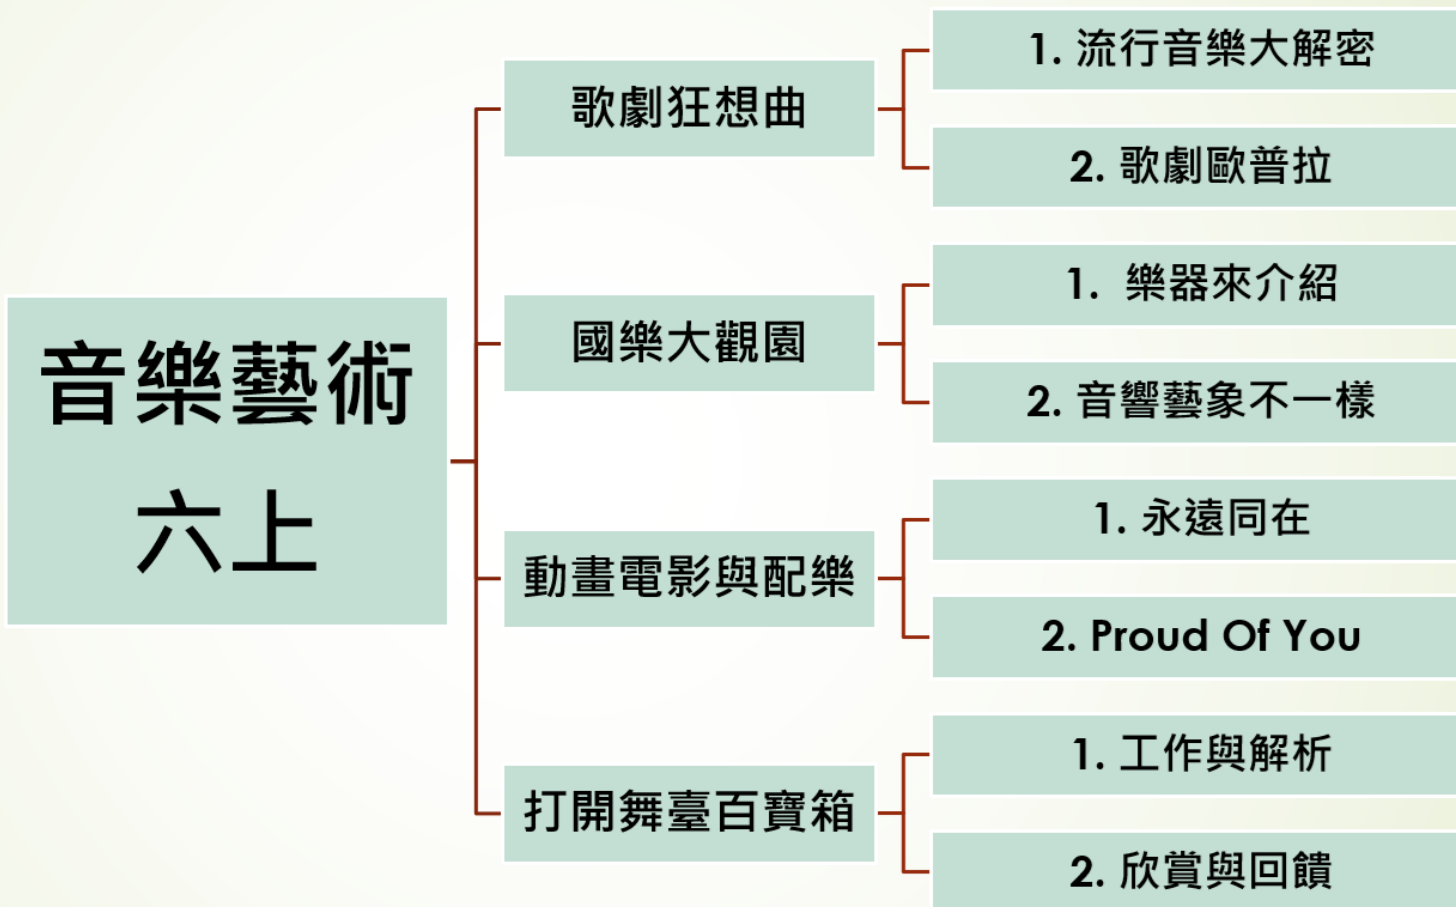 音樂藝術
六上
歌劇狂想曲
1. 流行音樂大解密
2. 歌劇歐普拉
國樂大觀園
1. 樂器來介紹
2. 音響藝象不一樣
動畫電影與配樂
1. 永遠同在
2. Proud Of You
打開舞臺百寶箱
1. 工作與解析
2. 欣賞與回饋